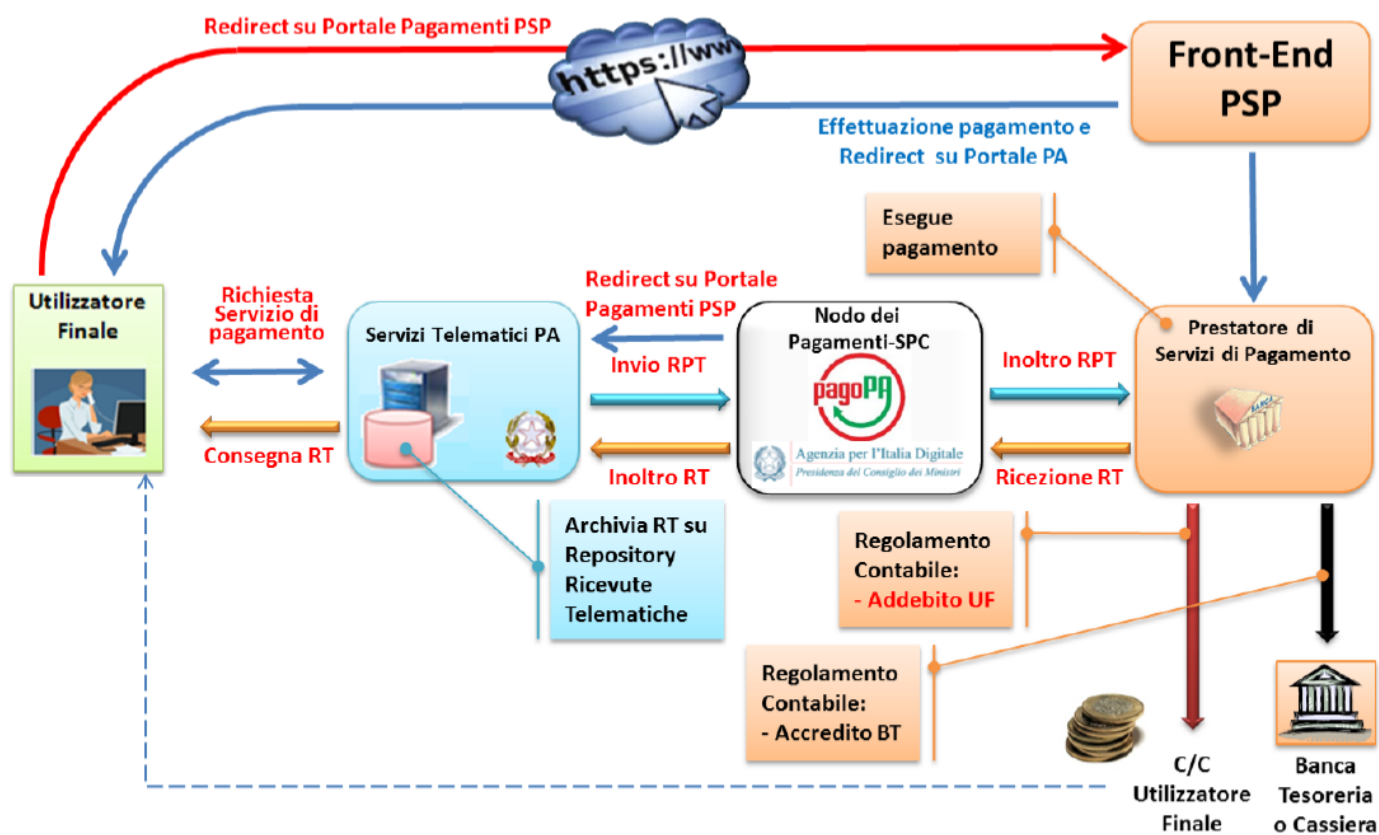 Redirect su Portale Pagamenti PSP
https://ww
Front-End
PSP
Effettuazione pagamento e
Redirect su Portale PA
Esegue
pagamento
Utilizzatore
Finale
Richiesta
Servizio di
pagamento
Consegna RT
Servizi Telematici PA
Redirect su Portale
Pagamenti PSP
Invio RPT
Inoltro RT
Nodo dei
Pagamenti-SPC
pagoPA
Agenzia per l'Italia Digitale
Presidenza del Consiglio dei Ministri
Inoltro RPT
Ricezione RT
Prestatore di
Servizi di Pagamento
BANCA
Archivia RT su
Repository
Ricevute
Telematiche
Regolamento
Contabile:
- Addebito UF
Regolamento
Contabile:
- Accredito BT
C/C
Utilizzatore
Finale
Banca
Tesoreria
o Cassiera